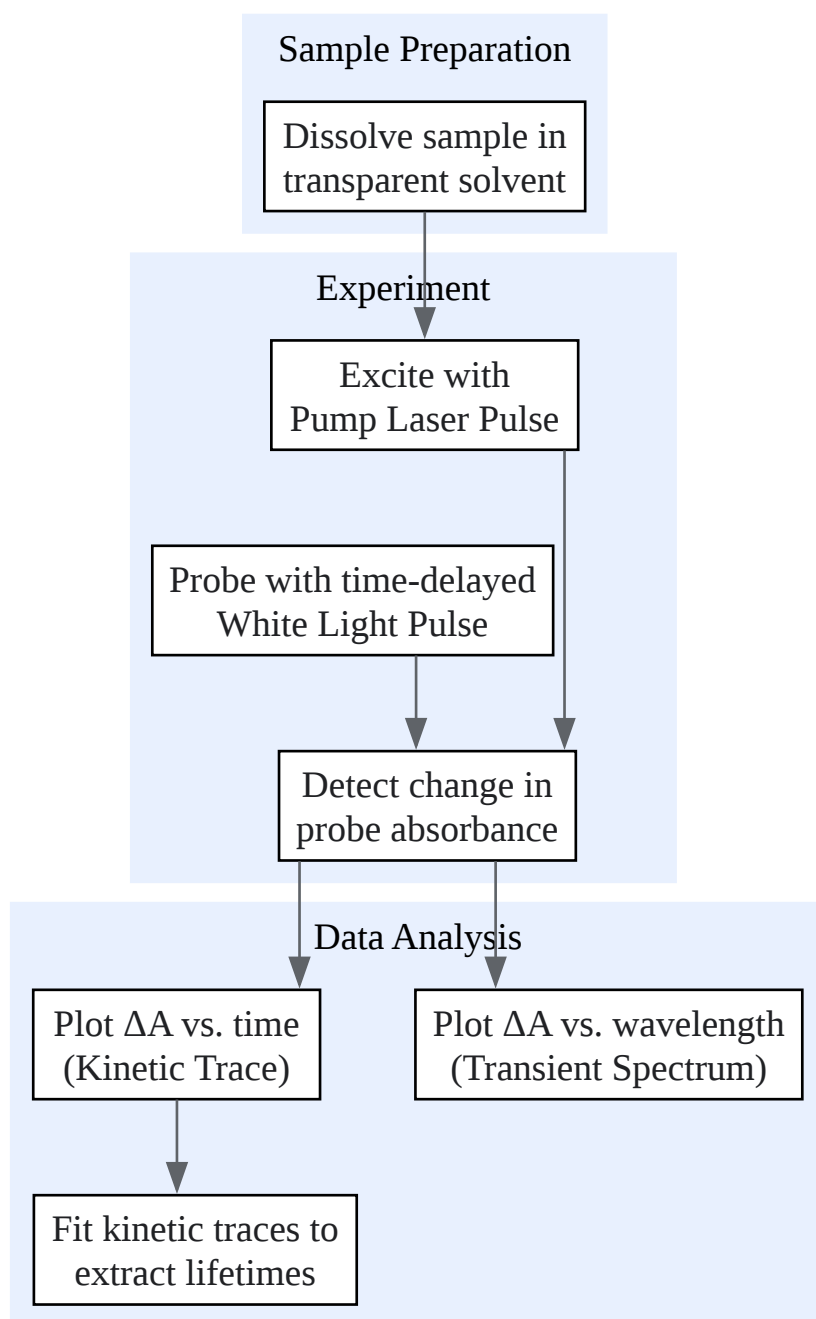 Sample Preparation
Dissolve sample in
transparent solvent
Experiment
Excite with
Pump Laser Pulse
Probe with time-delayed
White Light Pulse
Detect change in
probe absorbance
Data Analysis
Plot ΔA vs. time
(Kinetic Trace)
Plot ΔA vs. wavelength
(Transient Spectrum)
Fit kinetic traces to
extract lifetimes